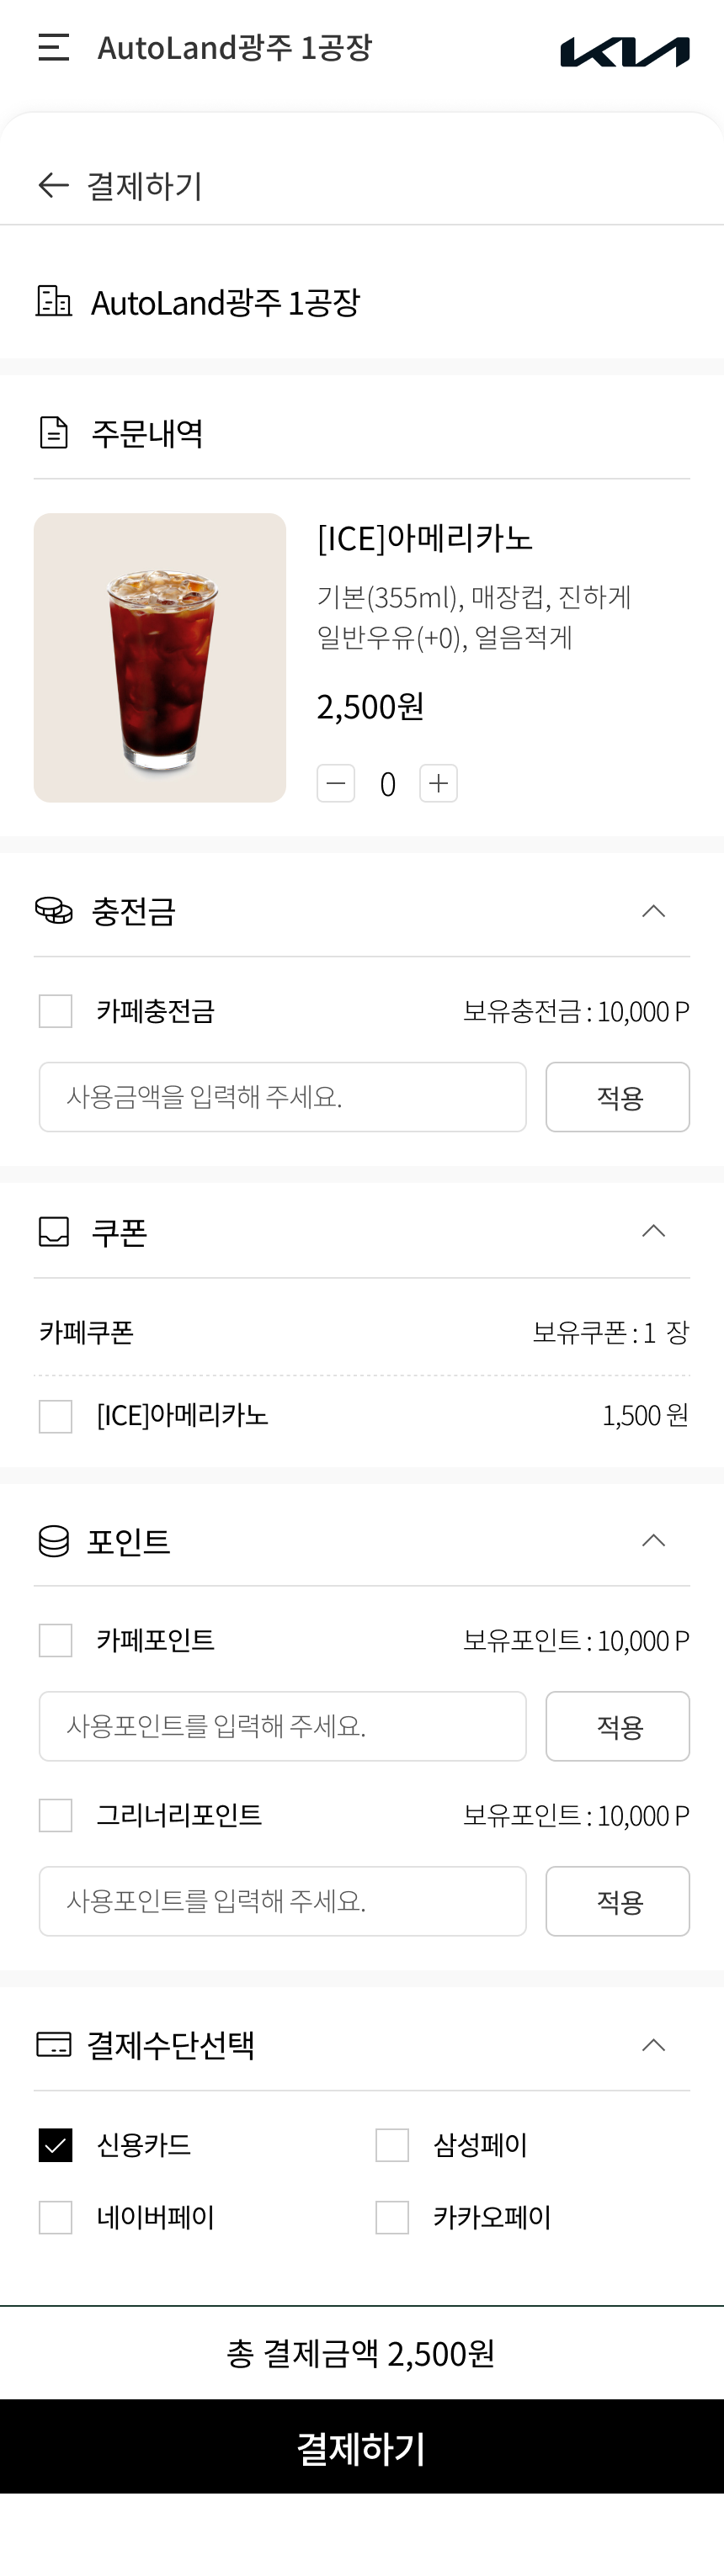 AutoLand광주 1공장
KIA
결제하기
AutoLand광주 1공장
주문내역
[ICE]아메리카노
기본(355ml), 매장컵, 진하게
일반우유(+0), 얼음적게
2,500원
0
충전금
카페충전금 보유충전금 : 10,000 P
사용금액을 입력해 주세요. 적용
쿠폰
카페쿠폰 보유쿠폰 : 1 장
[ICE]아메리카노 1,500 원
포인트
카페포인트 보유포인트 : 10,000 P
사용포인트를 입력해 주세요. 적용
그리너리포인트 보유포인트 : 10,000 P
사용포인트를 입력해 주세요. 적용
결제수단선택
신용카드 삼성페이
네이버페이 카카오페이
총 결제금액 2,500원
결제하기